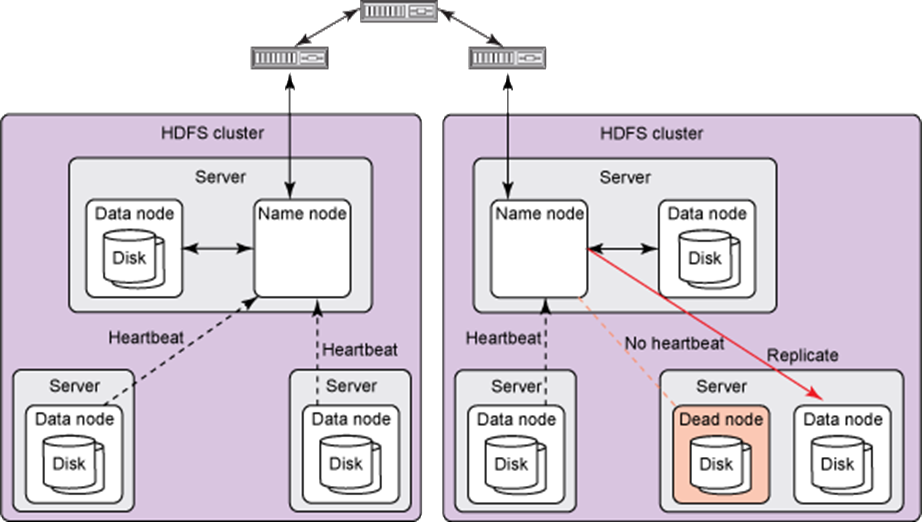 HDFS cluster
Server
Data node
Disk
Name node
Heartbeat
Heartbeat
Server
Data node
Disk
Server
Data node
Disk
HDFS cluster
Server
Name node
Data node
Disk
Heartbeat
No heartbeat
Replicate
Server
Data node
Disk
Server
Dead node
Disk
Data node
Disk